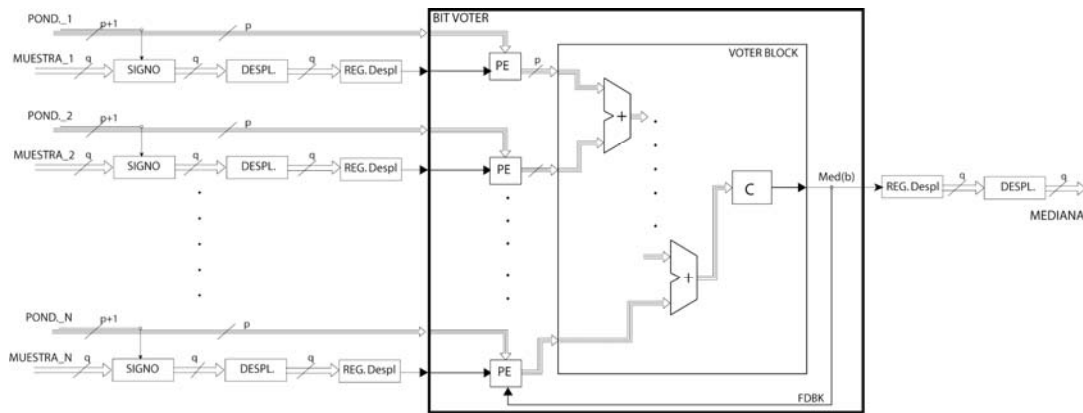 BIT VOTER
POND._1
p+1
p
MUESTRA_1
q
SIGNO
q
DESPL.
q
REG. Despl
PE
p
VOTER BLOCK
+
POND._2
p+1
p
MUESTRA_2
q
SIGNO
q
DESPL.
q
REG. Despl
PE
C
Med(b)
REG. Despl
q
DESPL.
q
MEDIANA
+
POND._N
p+1
p
MUESTRA_N
q
SIGNO
q
DESPL.
q
REG. Despl
PE
FDBK